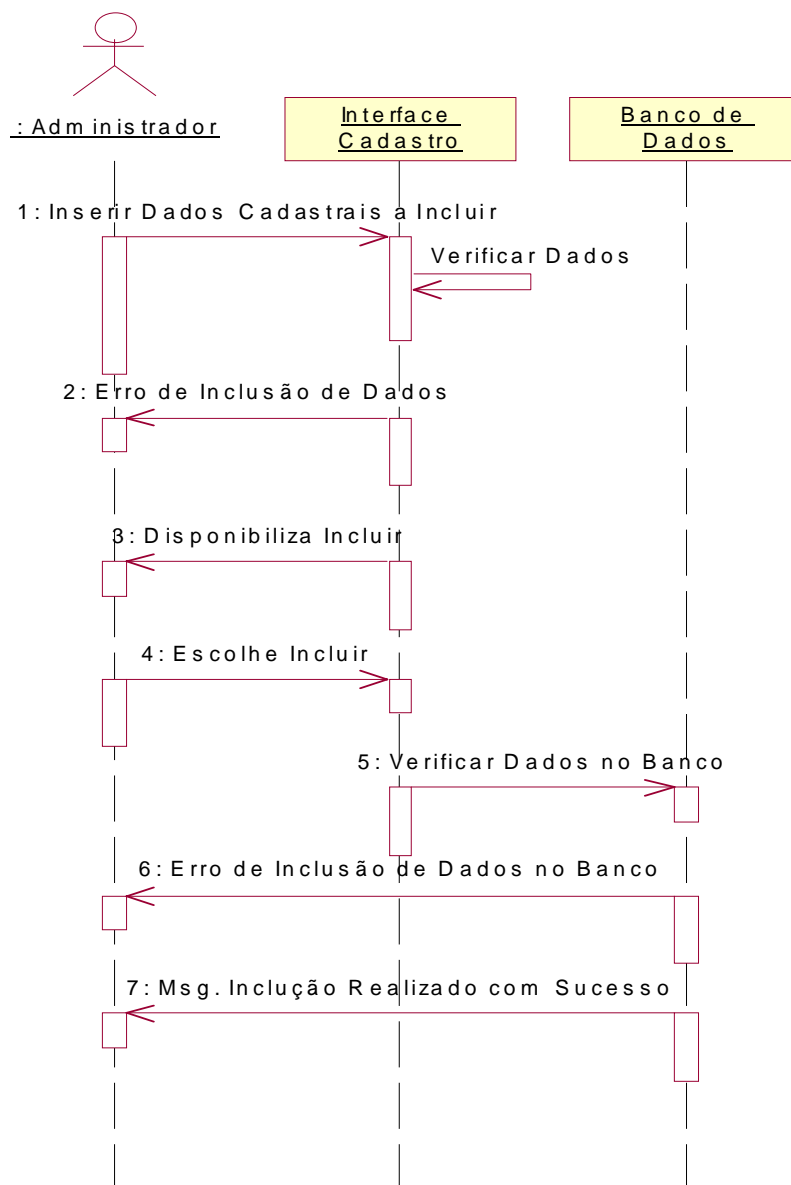 : Administrador
Interface
Cadastro
Banco de
Dados
1: Inserir Dados Cadastrais a Incluir
Verificar Dados
2: Erro de Inclusão de Dados
3: Disponibiliza Incluir
4: Escolhe Incluir
5: Verificar Dados no Banco
6: Erro de Inclusão de Dados no Banco
7: Msg. Inclução Realizado com Sucesso